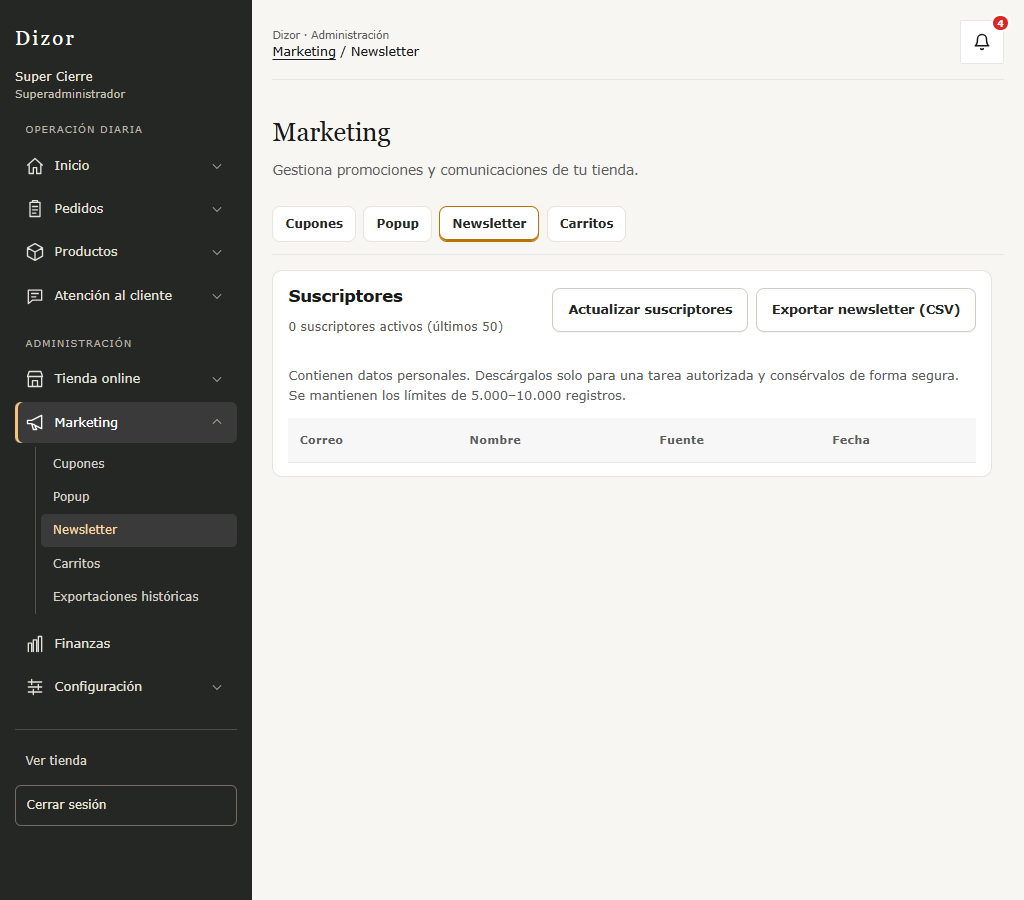 Dizor
Super Cierre
Superadministrador
OPERACIÓN DIARIA
Inicio
Pedidos
Productos
Atención al cliente
ADMINISTRACIÓN
Tienda online
Marketing
Cupones
Popup
Newsletter
Carritos
Exportaciones históricas
Finanzas
Configuración
Ver tienda
Cerrar sesión
Dizor · Administración
Marketing / Newsletter
4
Marketing
Gestiona promociones y comunicaciones de tu tienda.
Cupones Popup Newsletter Carritos
Suscriptores
0 suscriptores activos (últimos 50)
Actualizar suscriptores Exportar newsletter (CSV)
Contienen datos personales. Descárgalos solo para una tarea autorizada y consérvalos de forma segura.
Se mantienen los límites de 5.000–10.000 registros.
Correo Nombre Fuente Fecha